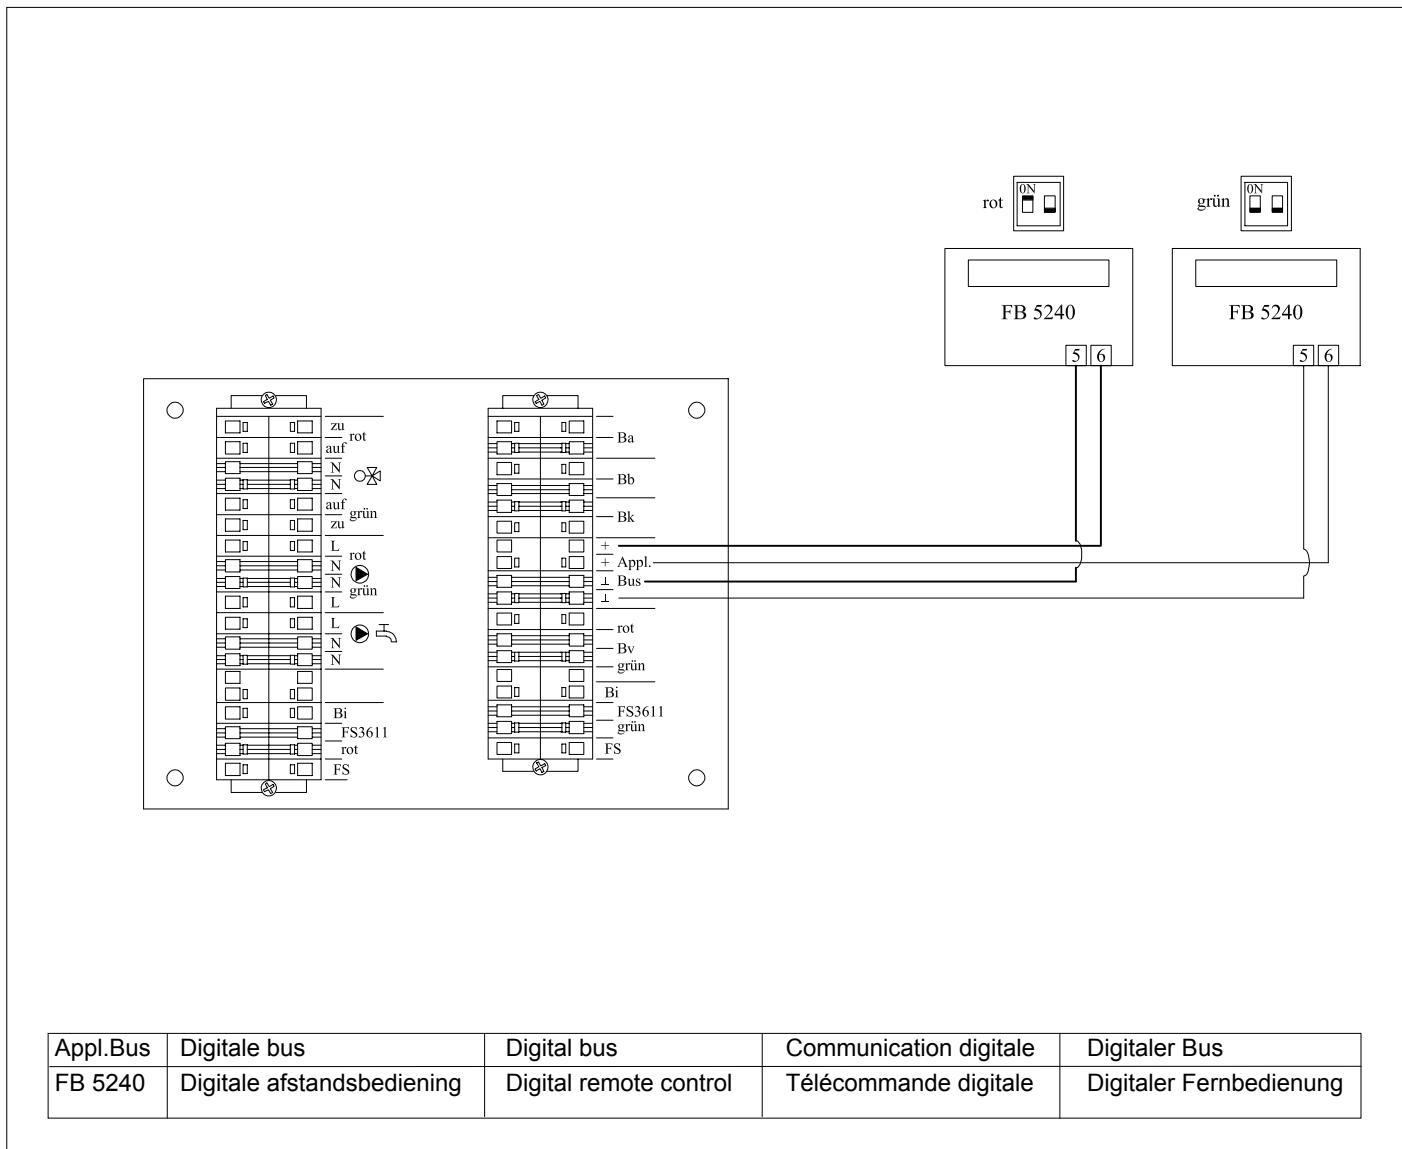 rot
0N
grün
0N
FB 5240
5 6
FB 5240
5 6
zu
rot
auf
N
N
auf
grün
zu
L
rot
N
N
grün
L
L
N
N
Bi
FS3611
rot
FS
Ba
Bb
Bk
+
+ Appl.
⊥ Bus
⊥
rot
Bv
grün
Bi
FS3611
grün
FS
Appl.Bus Digitale bus Digital bus Communication digitale Digitaler Bus
FB 5240 Digitale afstandsbediening Digital remote control Télécommande digitale Digitaler Fernbedienung